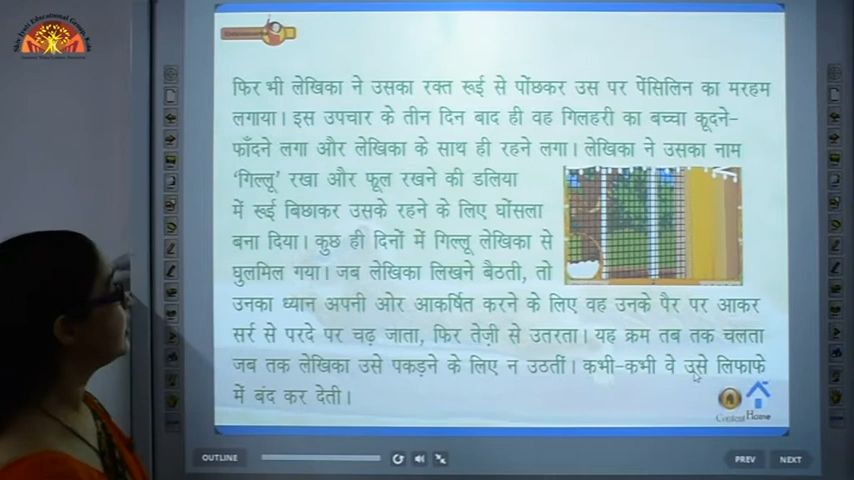 फिर भी लेखिका ने उसका रक्त रूई से पोंछकर उस पर पेंसिलिन का मरहम
लगाया। इस उपचार के तीन दिन बाद ही वह गिलहरी का बच्चा कूदने-
फाँदने लगा और लेखिका के साथ ही रहने लगा। लेखिका ने उसका नाम
‘गिल्लू’ रखा और फूल रखने की डलिया
में रूई बिछाकर उसके रहने के लिए घोंसला
बना दिया। कुछ ही दिनों में गिल्लू लेखिका से
घुलमिल गया। जब लेखिका लिखने बैठती, तो
उनका ध्यान अपनी ओर आकर्षित करने के लिए वह उनके पैर पर आकर
सर्र से परदे पर चढ़ जाता, फिर तेज़ी से उतरता। यह क्रम तब तक चलता
जब तक लेखिका उसे पकड़ने के लिए न उठतीं। कभी-कभी वे उसे लिफाफे
में बंद कर देती।
Content Home
OUTLINE
PREV NEXT